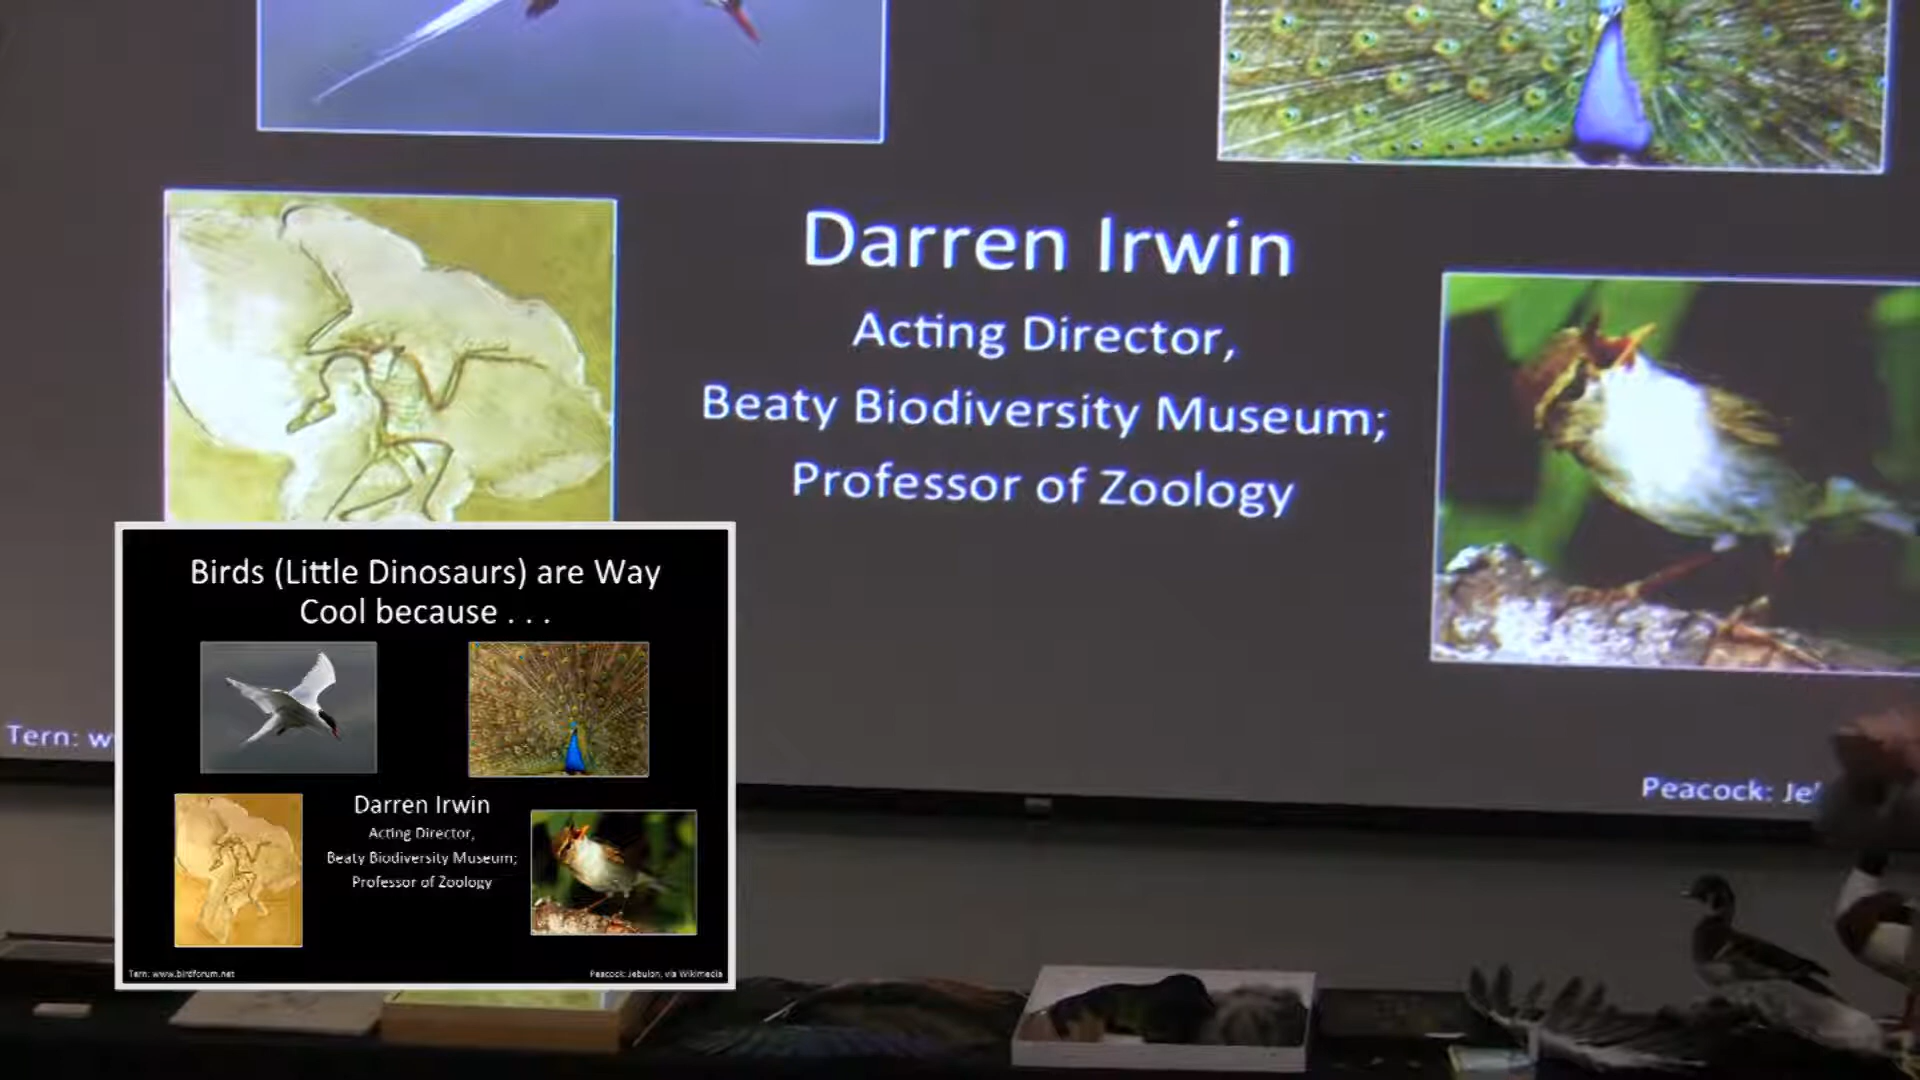 Darren Irwin
Acting Director,
Beaty Biodiversity Museum;
Professor of Zoology
Tern: w
Peacock: Je
Birds (Little Dinosaurs) are Way
Cool because . . .
Darren Irwin
Acting Director,
Beaty Biodiversity Museum;
Professor of Zoology
Tern: www.birdforum.net
Peacock: Jebulon, via Wikimedia